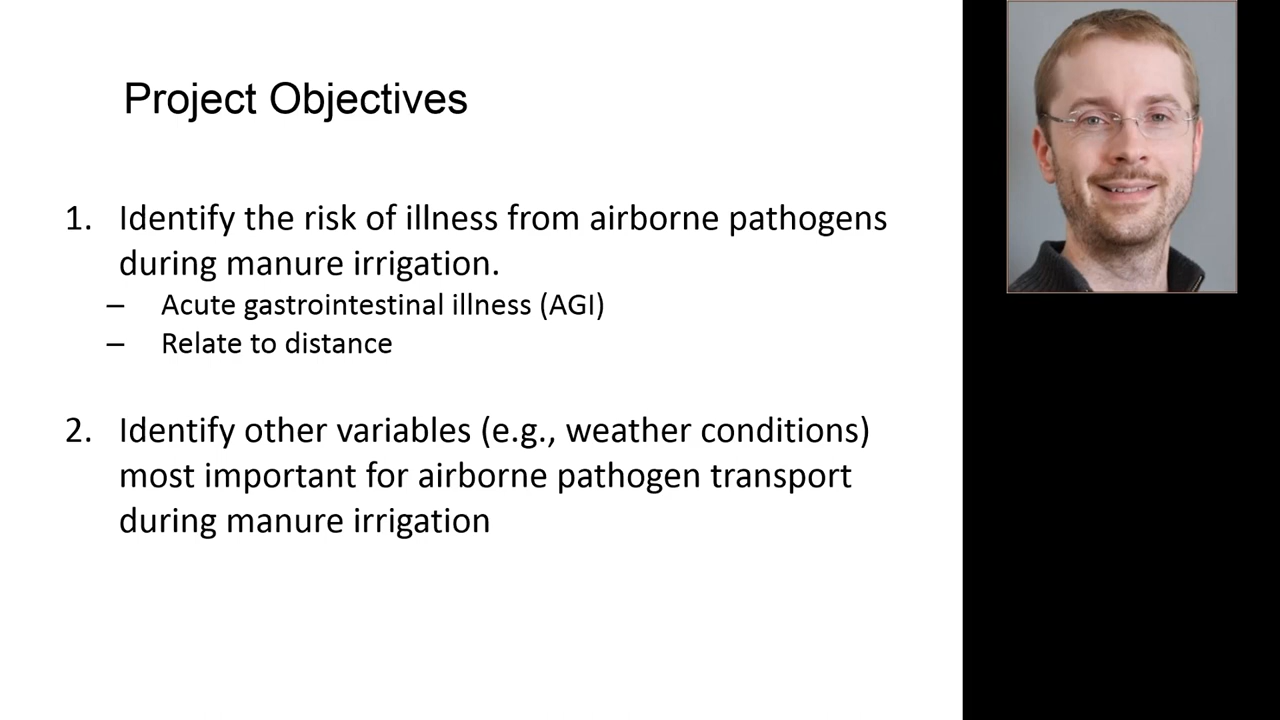 Project Objectives
1. Identify the risk of illness from airborne pathogens
during manure irrigation.
– Acute gastrointestinal illness (AGI)
– Relate to distance
2. Identify other variables (e.g., weather conditions)
most important for airborne pathogen transport
during manure irrigation